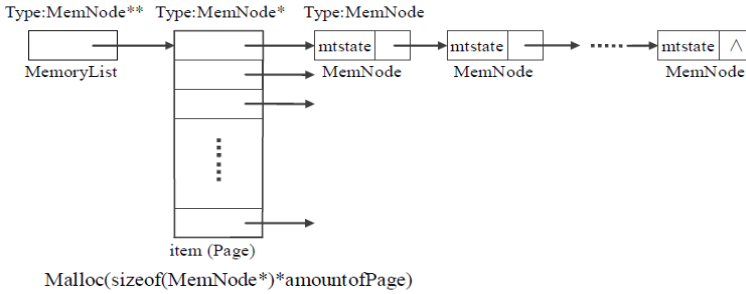 Type:MemNode** Type:MemNode* Type:MemNode
mtstate mtstate ...... mtstate ∧
MemoryList MemNode MemNode MemNode
item (Page)
Malloc(sizeof(MemNode*)*amountofPage)